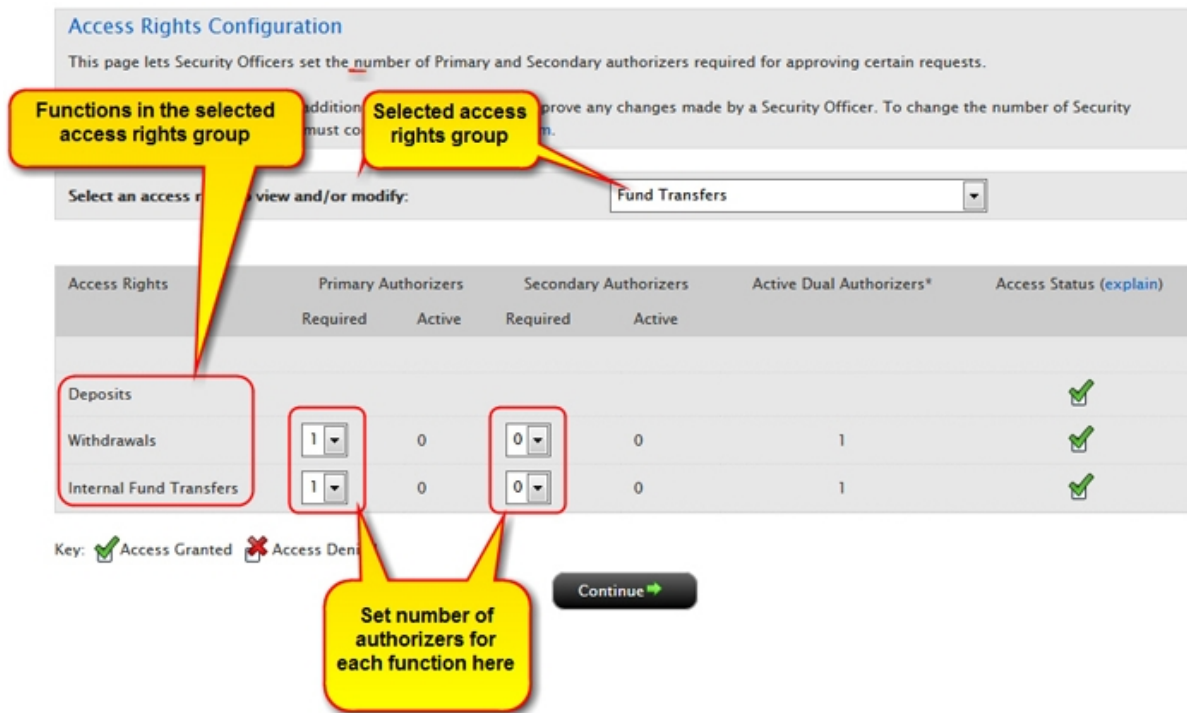 Access Rights Configuration
This page lets Security Officers set the number of Primary and Secondary authorizers required for approving certain requests.
Functions in the selected
access rights group
Selected access
rights group
addition prove any changes made by a Security Officer. To change the number of Security
must co m.
Select an access view and/or modify:
Fund Transfers
Access Rights Primary Authorizers Secondary Authorizers Active Dual Authorizers* Access Status (explain)
Required Active Required Active
Deposits
Withdrawals 1 0 0 0 1
Internal Fund Transfers 1 0 0 0 1
Key: Access Granted Access Deni
Continue
Set number of
authorizers for
each function here